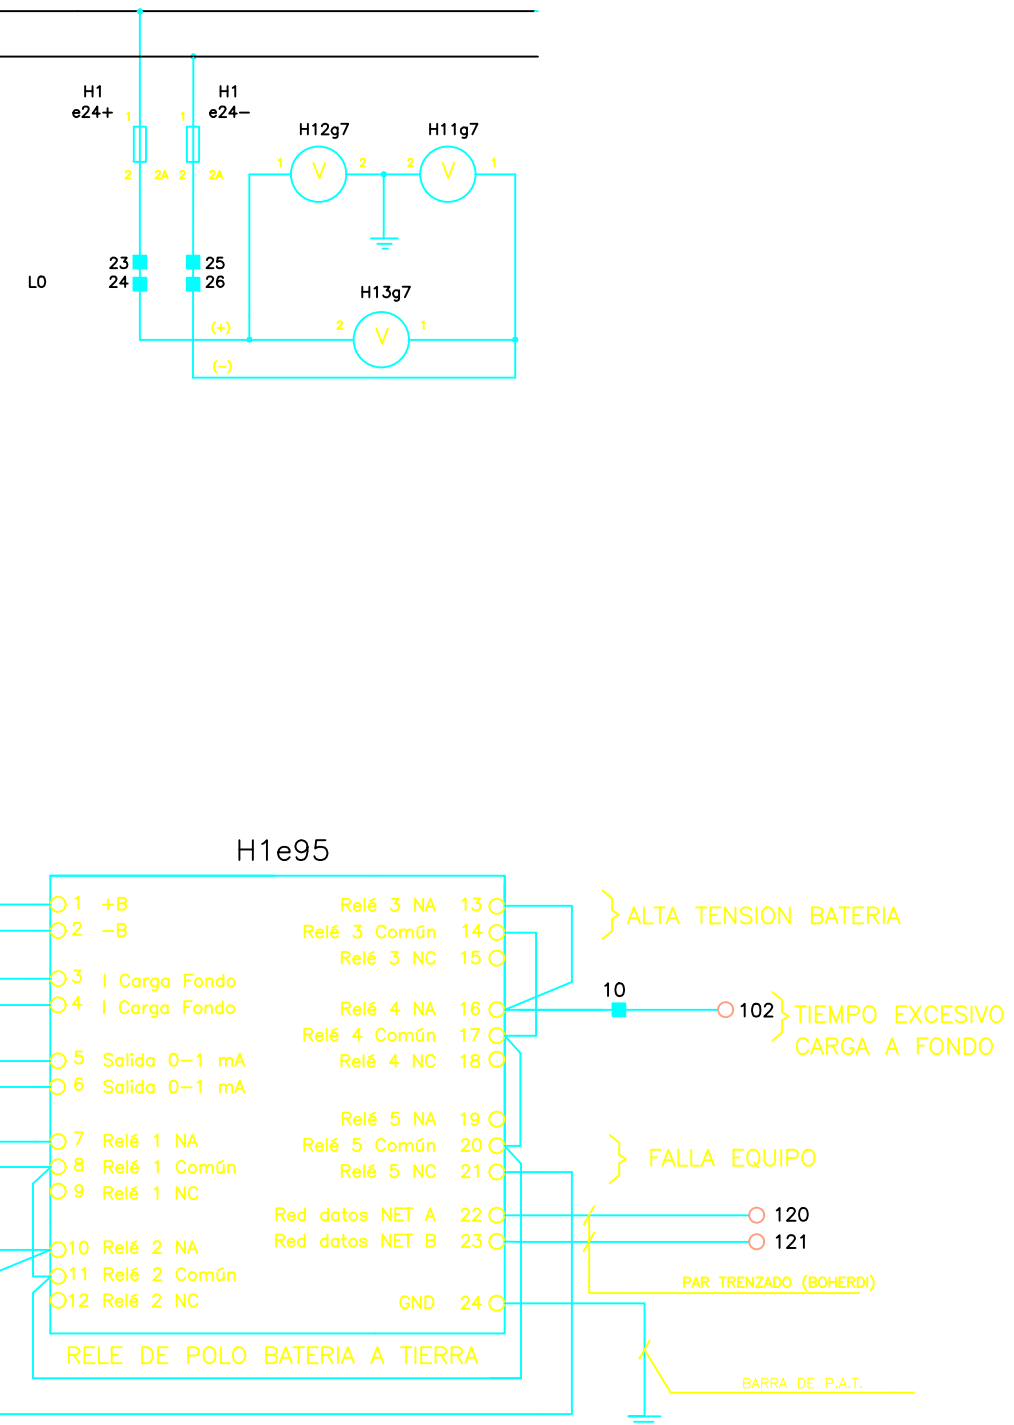 H1 H1
e24+ e24-
1 1
2 2A 2 2A
H12g7 H11g7
1 V 2 2 V 1
23 25
L0 24 26
H13g7
(+) 2 V 1
(-)
H1e95
1 +B Relé 3 NA 13
ALTA TENSION BATERIA
2 -B Relé 3 Común 14
Relé 3 NC 15
3 I Carga Fondo
4 I Carga Fondo Relé 4 NA 16
10
102 TIEMPO EXCESIVO
CARGA A FONDO
Relé 4 Común 17
5 Salida 0-1 mA Relé 4 NC 18
6 Salida 0-1 mA
Relé 5 NA 19
7 Relé 1 NA Relé 5 Común 20
FALLA EQUIPO
8 Relé 1 Común Relé 5 NC 21
9 Relé 1 NC
Red datos NET A 22 120
10 Relé 2 NA Red datos NET B 23 121
11 Relé 2 Común
PAR TRENZADO (BOHERDI)
12 Relé 2 NC GND 24
RELE DE POLO BATERIA A TIERRA
BARRA DE P.A.T.